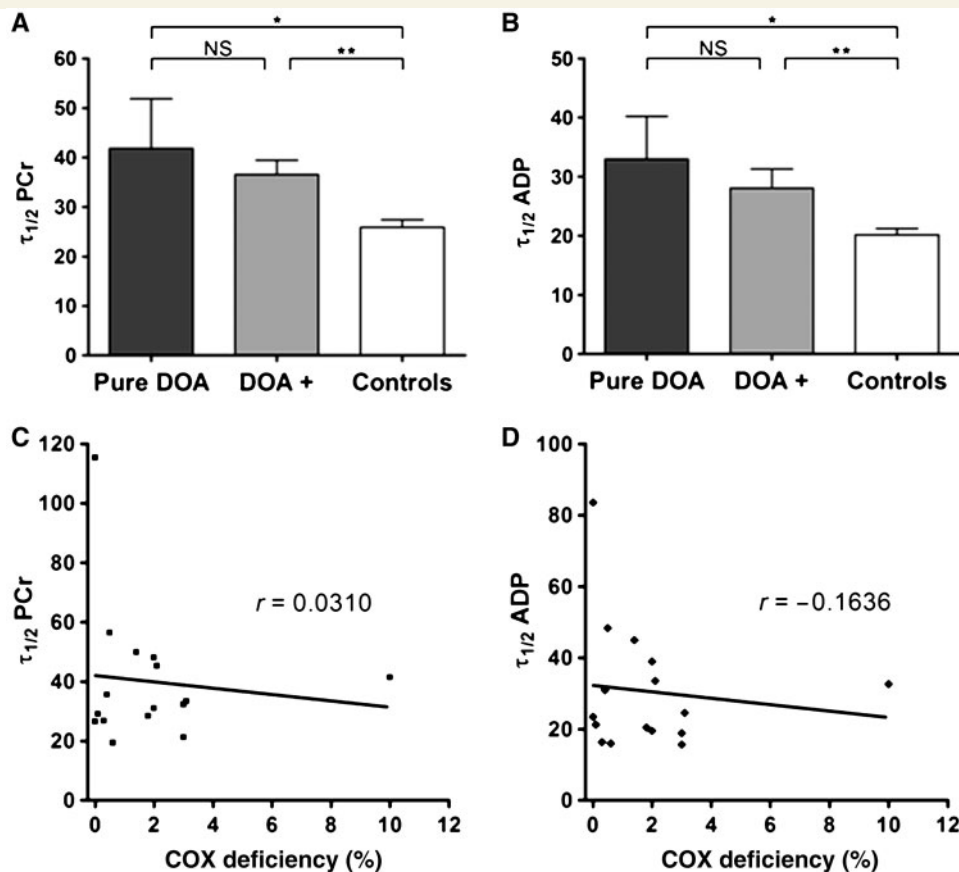 A
*
NS
**
60
50
40
30
20
10
0
τ1/2 PCr
Pure DOA
DOA +
Controls
B
*
NS
**
50
40
30
20
10
0
τ1/2 ADP
Pure DOA
DOA +
Controls
C
120
100
80
60
40
20
0
τ1/2 PCr
r = 0.0310
0 2 4 6 8 10 12
COX deficiency (%)
D
100
80
60
40
20
0
τ1/2 ADP
r = −0.1636
0 2 4 6 8 10 12
COX deficiency (%)